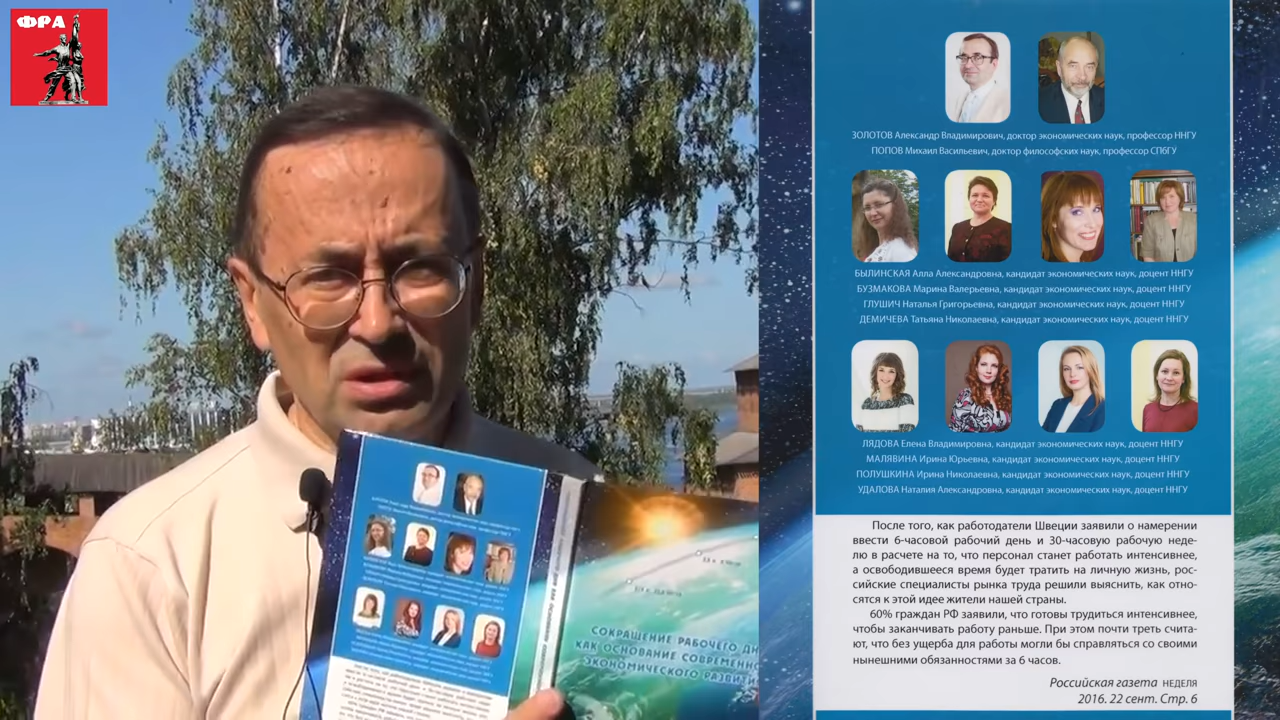 ФРА
ЗОЛОТОВ Александр Владимирович, доктор экономических наук, профессор ННГУ
ПОПОВ Михаил Васильевич, доктор философских наук, профессор СПбГУ
БЫЛИНСКАЯ Алла Александровна, кандидат экономических наук, доцент ННГУ
БУЗМАКОВА Марина Валерьевна, кандидат экономических наук, доцент ННГУ
ГЛУШИЧ Наталья Григорьевна, кандидат экономических наук, доцент ННГУ
ДЕМИЧЕВА Татьяна Николаевна, кандидат экономических наук, доцент ННГУ
ЛЯДОВА Елена Владимировна, кандидат экономических наук, доцент ННГУ
МАЛЯВИНА Ирина Юрьевна, кандидат экономических наук, доцент ННГУ
ПОЛУШКИНА Ирина Николаевна, кандидат экономических наук, доцент ННГУ
УДАЛОВА Наталия Александровна, кандидат экономических наук, доцент ННГУ
После того, как работодатели Швеции заявили о намерении
ввести 6-часовой рабочий день и 30-часовую рабочую неде-
лю в расчете на то, что персонал станет работать интенсивнее,
а освободившееся время будет тратить на личную жизнь, рос-
сийские специалисты рынка труда решили выяснить, как отно-
сятся к этой идее жители нашей страны.
60% граждан РФ заявили, что готовы трудиться интенсивнее,
чтобы заканчивать работу раньше. При этом почти треть счита-
ют, что без ущерба для работы могли бы справляться со своими
нынешними обязанностями за 6 часов.
Российская газета НЕДЕЛЯ
2016. 22 сент. Стр. 6
СОКРАЩЕНИЕ РАБОЧЕГО ДН
КАК ОСНОВАНИЕ СОВРЕМЕНН
ЭКОНОМИЧЕСКОГО РАЗВИТИ